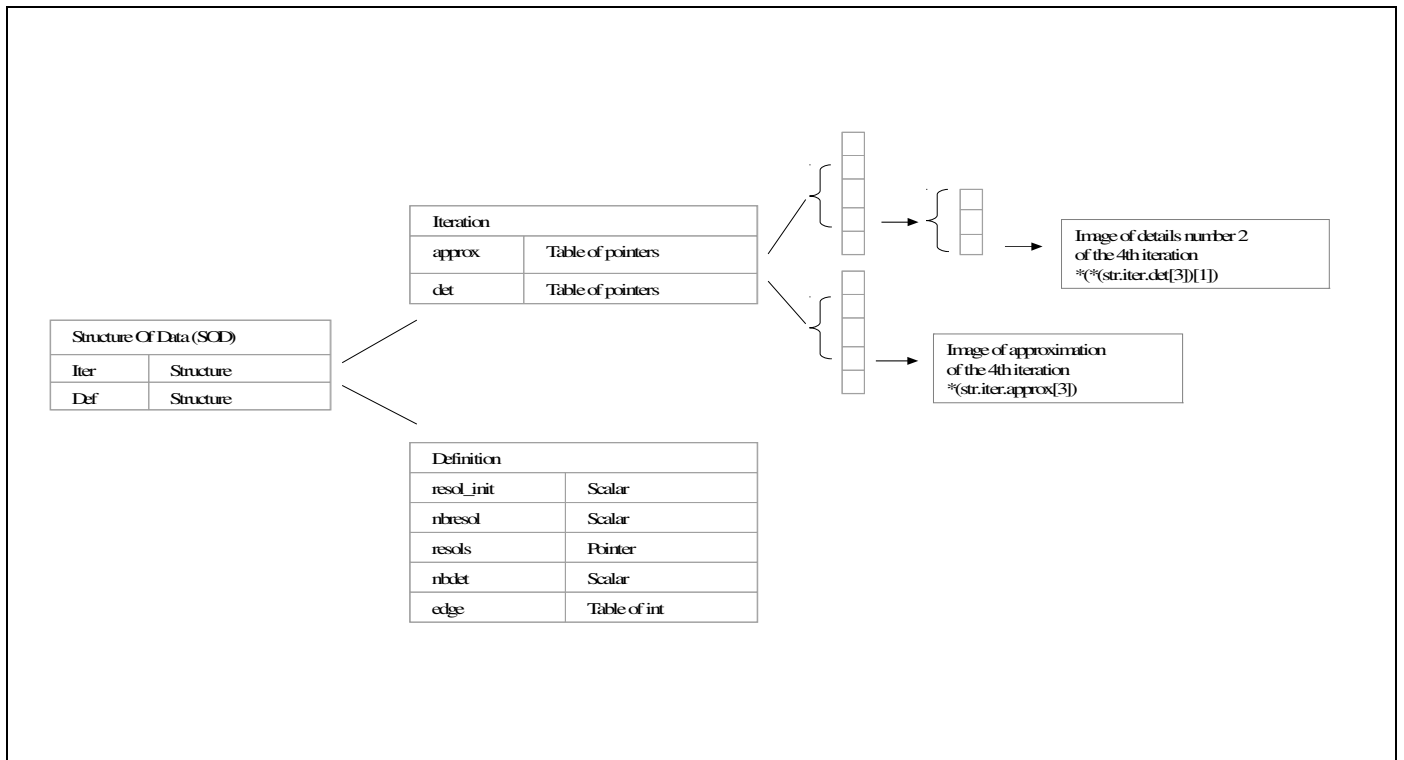 Structure Of Data (SOD)
Iter Structure
Def Structure
Iteration
approx Table of pointers
det Table of pointers
Definition
resol_init Scalar
nbresol Scalar
resols Pointer
nbdet Scalar
edge Table of int
Image of details number 2
of the 4th iteration
*(*(str.iter.det[3])[1])
Image of approximation
of the 4th iteration
*(str.iter.approx[3])